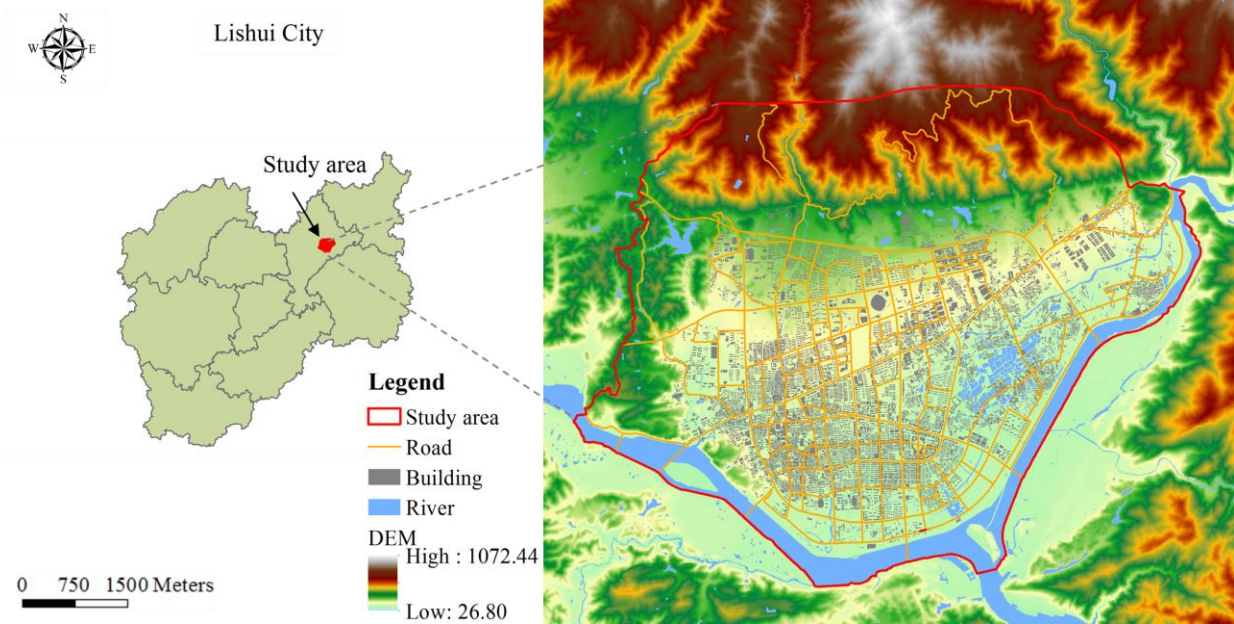 N
W
E
S
Lishui City
Study area
Legend
Study area
Road
Building
River
DEM
High : 1072.44
Low: 26.80
0 750 1500 Meters